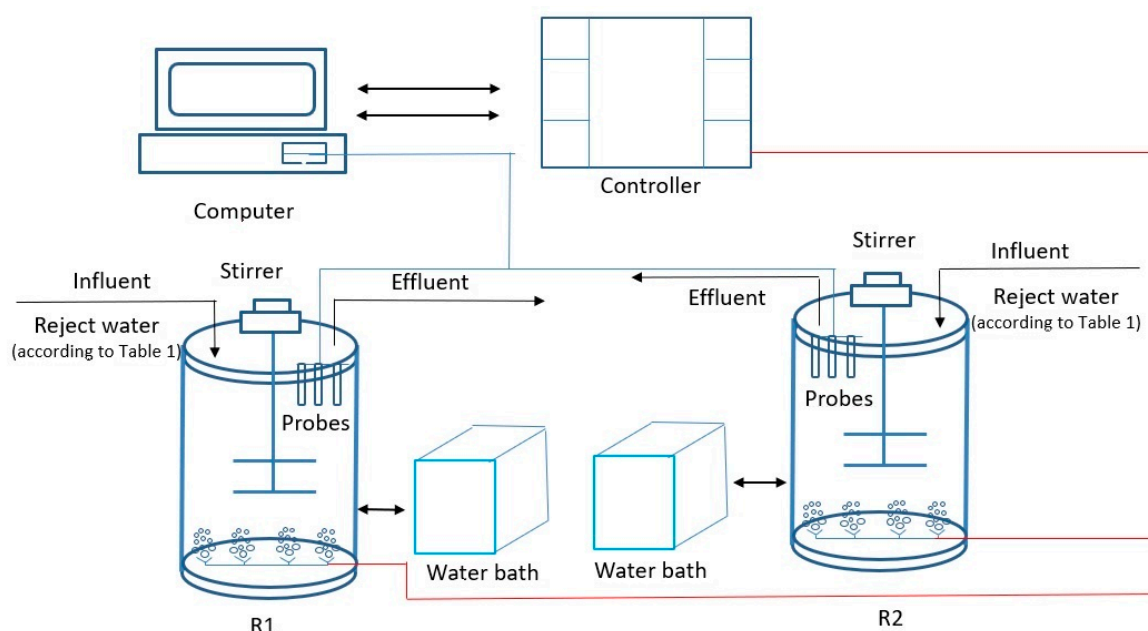 Controller
Computer
Stirrer
Influent
Effluent
Reject water
(according to Table 1)
Probes
Water bath
R1
Stirrer
Influent
Effluent
Reject water
(according to Table 1)
Probes
Water bath
R2